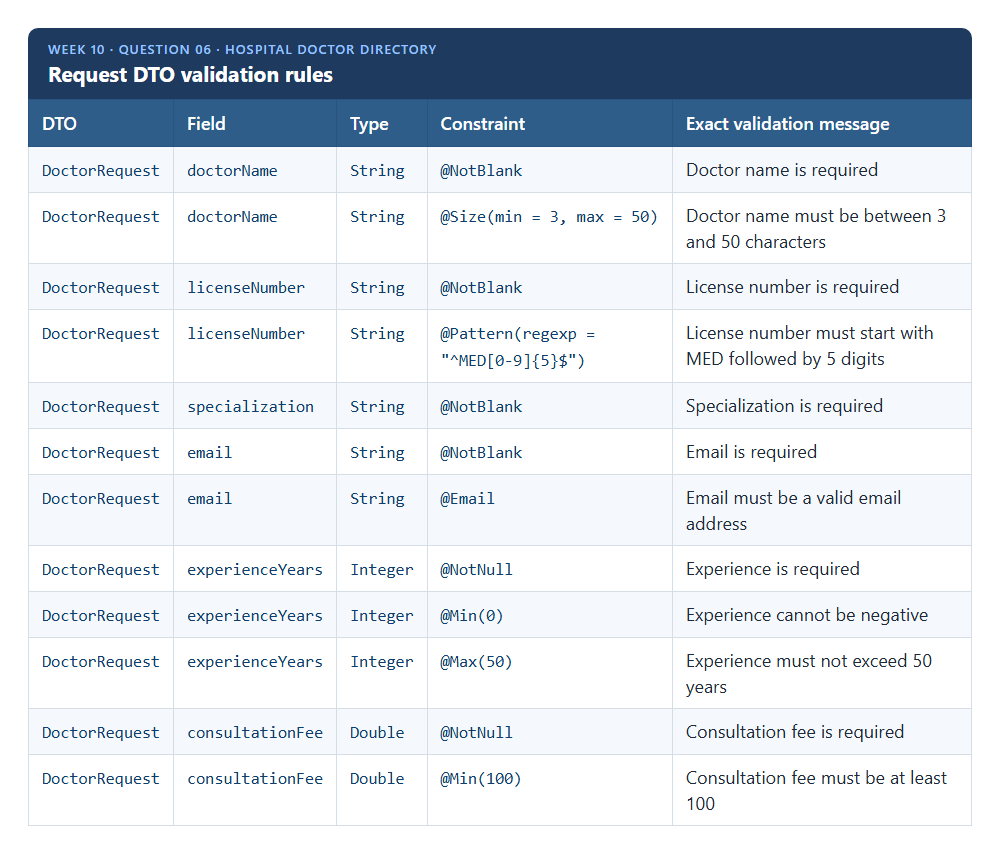 WEEK 10 · QUESTION 06 · HOSPITAL DOCTOR DIRECTORY
Request DTO validation rules
DTO Field Type Constraint Exact validation message
DoctorRequest doctorName String @NotBlank Doctor name is required
DoctorRequest doctorName String @Size(min = 3, max = 50) Doctor name must be between 3
and 50 characters
DoctorRequest licenseNumber String @NotBlank License number is required
DoctorRequest licenseNumber String @Pattern(regexp = License number must start with
"^MED[0-9]{5}$") MED followed by 5 digits
DoctorRequest specialization String @NotBlank Specialization is required
DoctorRequest email String @NotBlank Email is required
DoctorRequest email String @Email Email must be a valid email
address
DoctorRequest experienceYears Integer @NotNull Experience is required
DoctorRequest experienceYears Integer @Min(0) Experience cannot be negative
DoctorRequest experienceYears Integer @Max(50) Experience must not exceed 50
years
DoctorRequest consultationFee Double @NotNull Consultation fee is required
DoctorRequest consultationFee Double @Min(100) Consultation fee must be at least
100